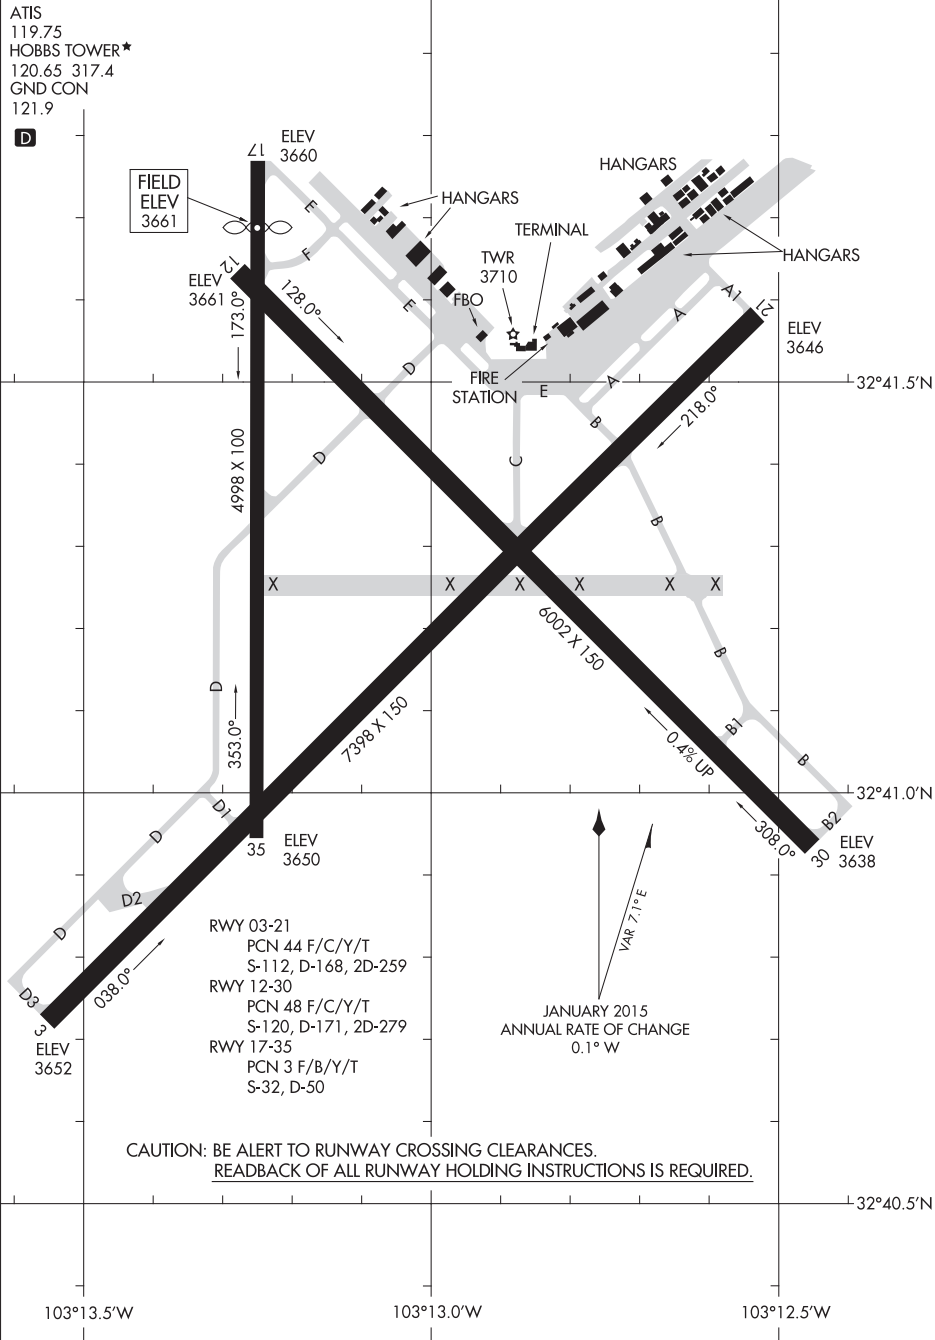 ATIS
119.75
HOBBS TOWER★
120.65 317.4
GND CON
121.9
D
17
ELEV
3660
FIELD
ELEV
3661
HANGARS
HANGARS
TERMINAL
TWR
3710
FBO
HANGARS
E
F
E
12
ELEV
3661
128.0°
173.0°
A1
A
21
ELEV
3646
FIRE
STATION
E
A
D
B
218.0°
32°41.5'N
4998 X 100
D
C
B
X X X X X X
6002 X 150
B
D
353.0°
7398 X 150
0.4% UP
B1
B
32°41.0'N
D1
35
ELEV
3650
308.0°
B2
30
ELEV
3638
D
D2
D
D3
038.0°
3
ELEV
3652
VAR 7.1° E
JANUARY 2015
ANNUAL RATE OF CHANGE
0.1° W
RWY 03-21
PCN 44 F/C/Y/T
S-112, D-168, 2D-259
RWY 12-30
PCN 48 F/C/Y/T
S-120, D-171, 2D-279
RWY 17-35
PCN 3 F/B/Y/T
S-32, D-50
CAUTION: BE ALERT TO RUNWAY CROSSING CLEARANCES.
READBACK OF ALL RUNWAY HOLDING INSTRUCTIONS IS REQUIRED.
32°40.5'N
103°13.5'W
103°13.0'W
103°12.5'W